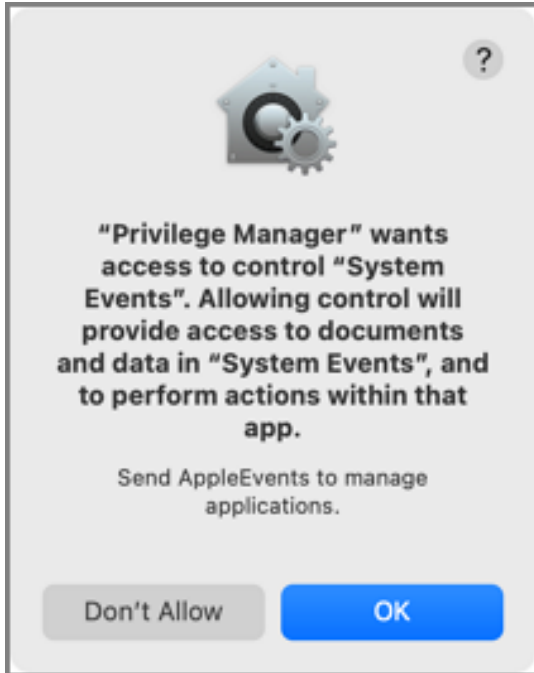 ?
“Privilege Manager” wants
access to control “System
Events”. Allowing control will
provide access to documents
and data in “System Events”, and
to perform actions within that
app.
Send AppleEvents to manage
applications.
Don't Allow
OK